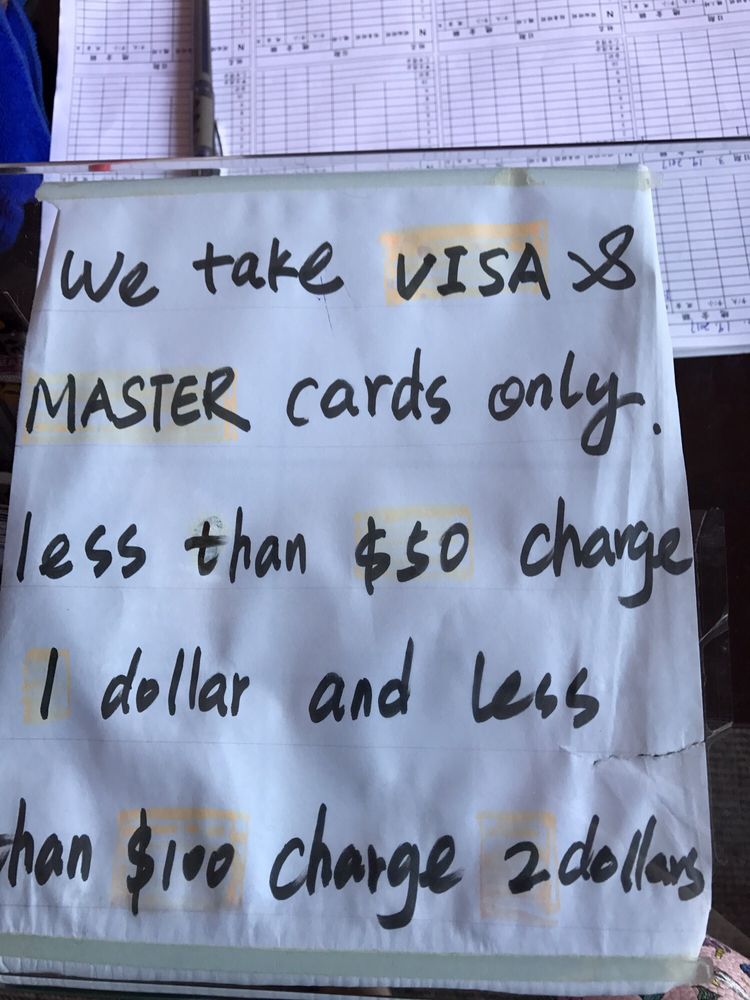 We take VISA &
MASTER cards only.
less than $50 charge
1 dollar and less
than $100 charge 2 dollars